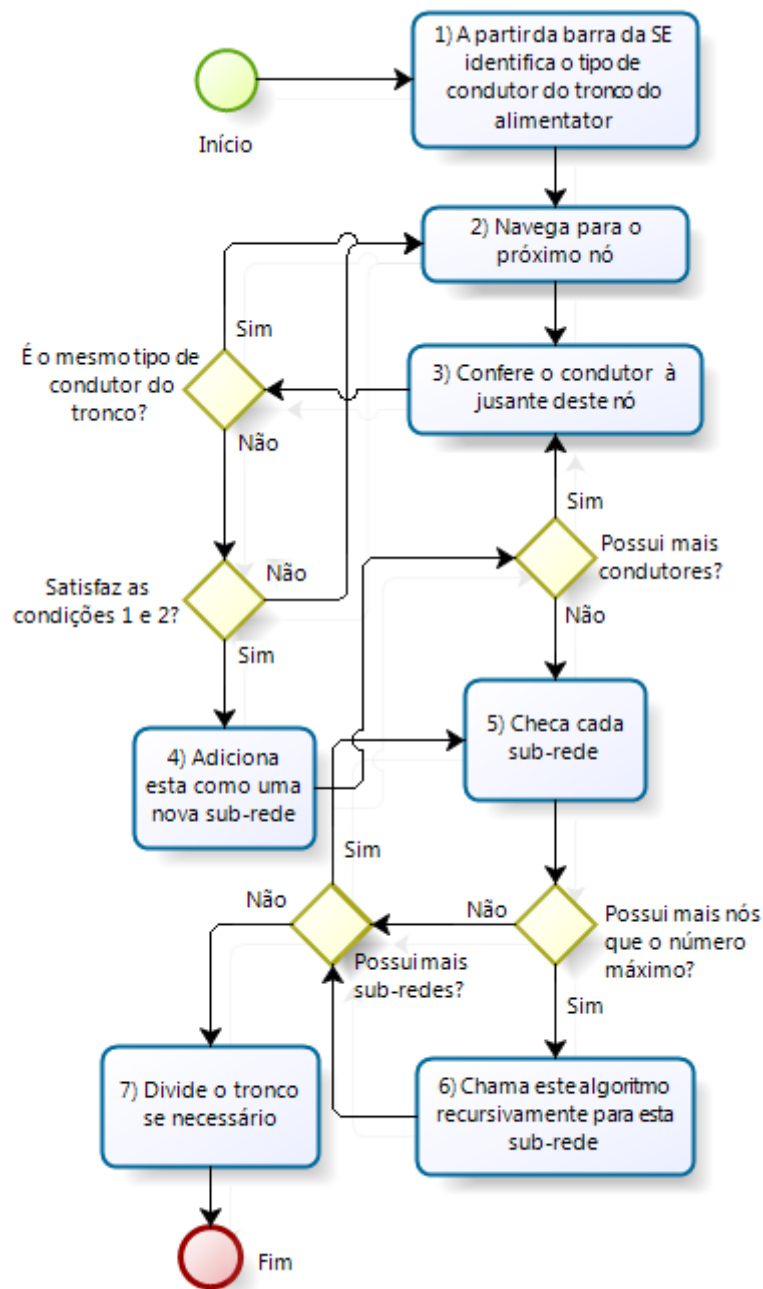 1) A partir da barra da SE
identifica o tipo de
condutor do tronco do
alimentator
Início
2) Navega para o
próximo nó
Sim
É o mesmo tipo de
condutor do
tronco?
3) Confere o condutor à
jusante deste nó
Não
Sim
Possui mais
condutores?
Satisfaz as
condições 1 e 2?
Não
Não
Sim
4) Adiciona
esta como uma
nova sub-rede
5) Checa cada
sub-rede
Sim
Não
Não
Possui mais
sub-redes?
Possui mais nós
que o número
máximo?
Sim
7) Divide o tronco
se necessário
6) Chama este algoritmo
recursivamente para esta
sub-rede
Fim